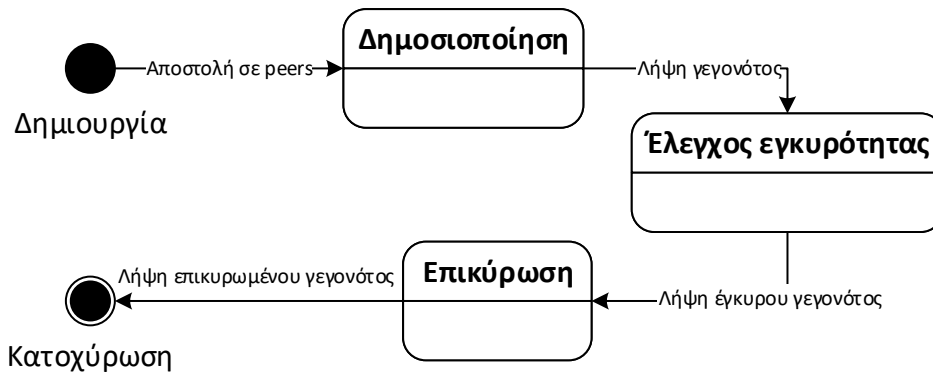 Δημοσιοποίηση
Αποστολή σε peers
Λήψη γεγονότος
Δημιουργία
Έλεγχος εγκυρότητας
Επικύρωση
Λήψη επικυρωμένου γεγονότος
Λήψη έγκυρου γεγονότος
Κατοχύρωση